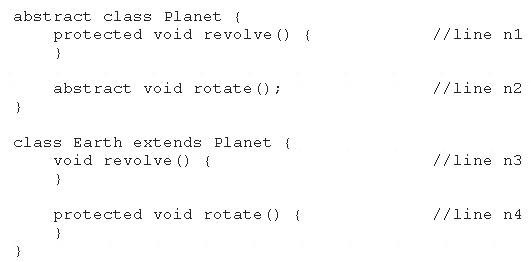 abstract class Planet {
    protected void revolve() {            //line n1
    }

    abstract void rotate();               //line n2
}

class Earth extends Planet {
    void revolve() {                      //line n3
    }

    protected void rotate() {             //line n4
    }
}